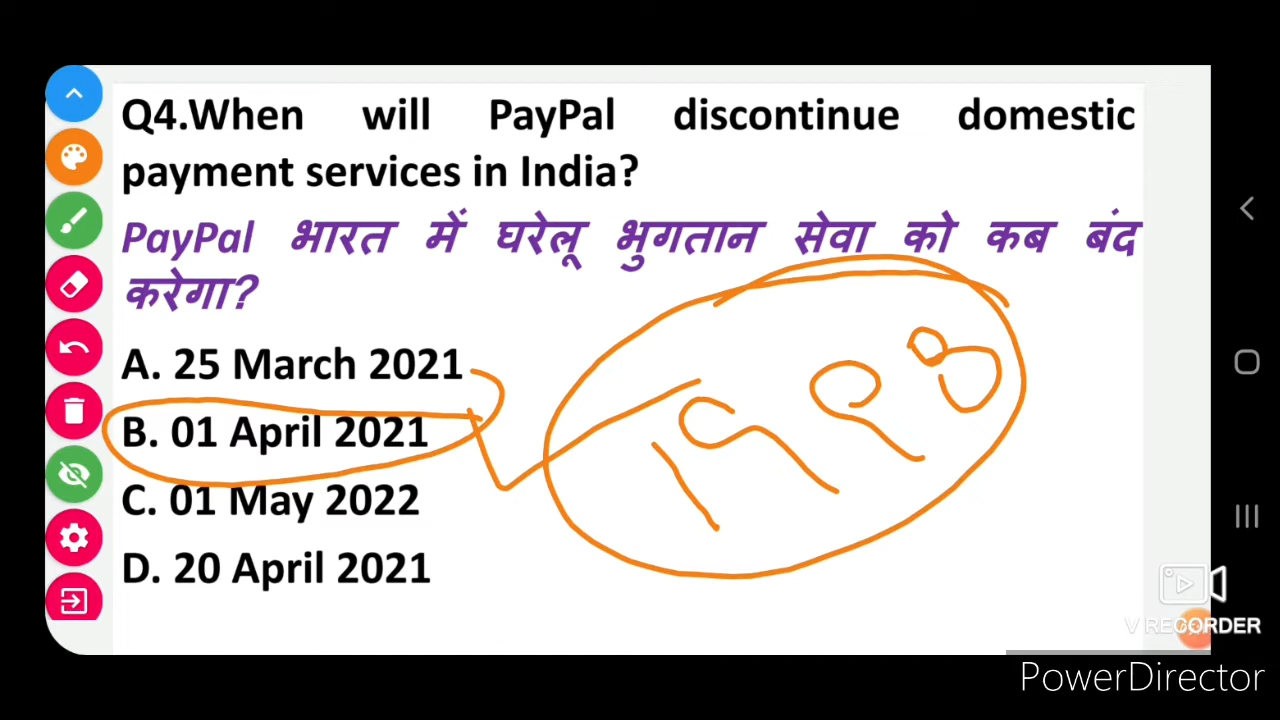 Q4.When will PayPal discontinue domestic
payment services in India?
PayPal भारत में घरेलू भुगतान सेवा को कब बंद
करेगा?
A. 25 March 2021
B. 01 April 2021
C. 01 May 2022
D. 20 April 2021
1998
V RECORDER
PowerDirector